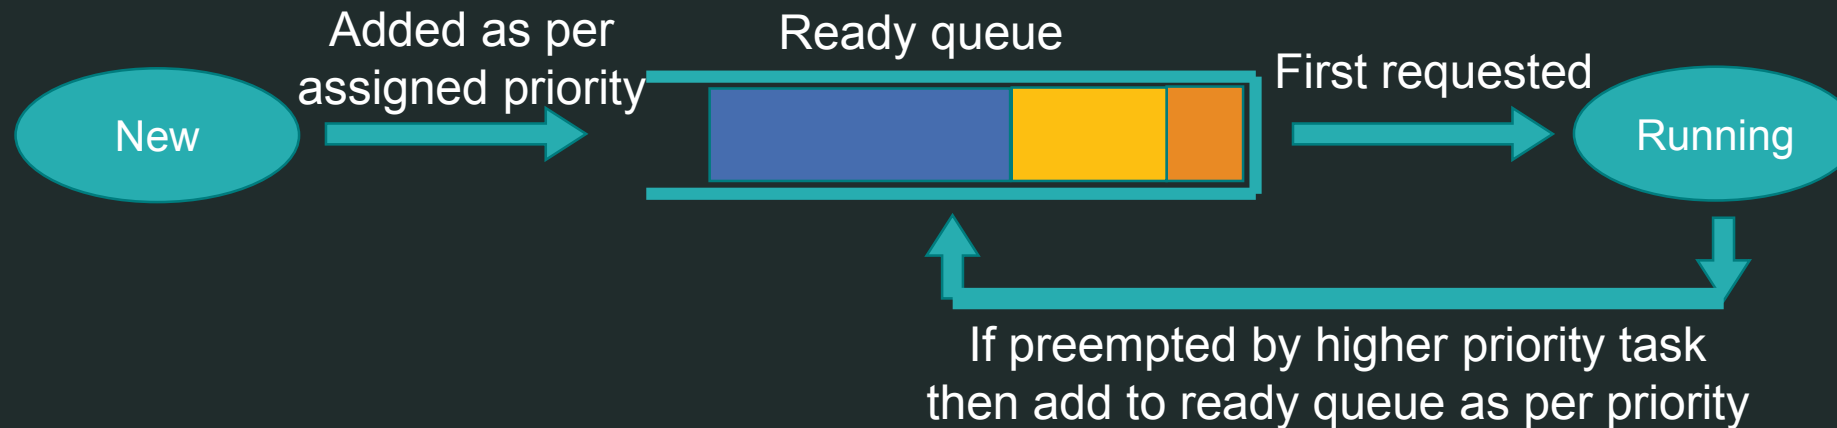 Added as per
assigned priority
Ready queue
First requested
New
Running
If preempted by higher priority task
then add to ready queue as per priority